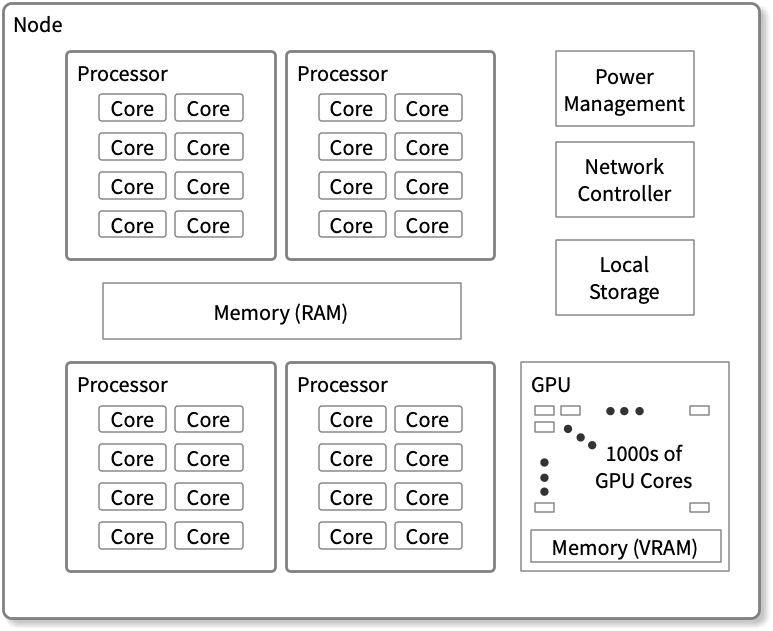 Node
Processor
Core Core
Core Core
Core Core
Core Core
Processor
Core Core
Core Core
Core Core
Core Core
Power
Management
Network
Controller
Local
Storage
Memory (RAM)
Processor
Core Core
Core Core
Core Core
Core Core
Processor
Core Core
Core Core
Core Core
Core Core
GPU
1000s of
GPU Cores
Memory (VRAM)